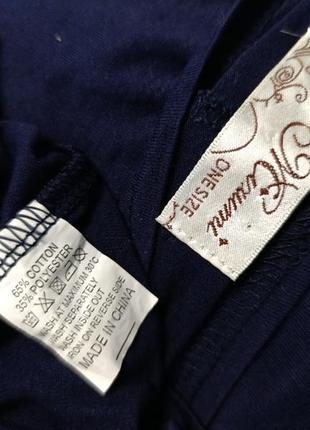 Mizumi
ONE SIZE
65% COTTON
35% POLYESTER
WASH AT MAXIMUM 30°C
WASH SEPARATELY
WASH INSIDE OUT
IRON ON REVERSE SIDE
MADE IN CHINA